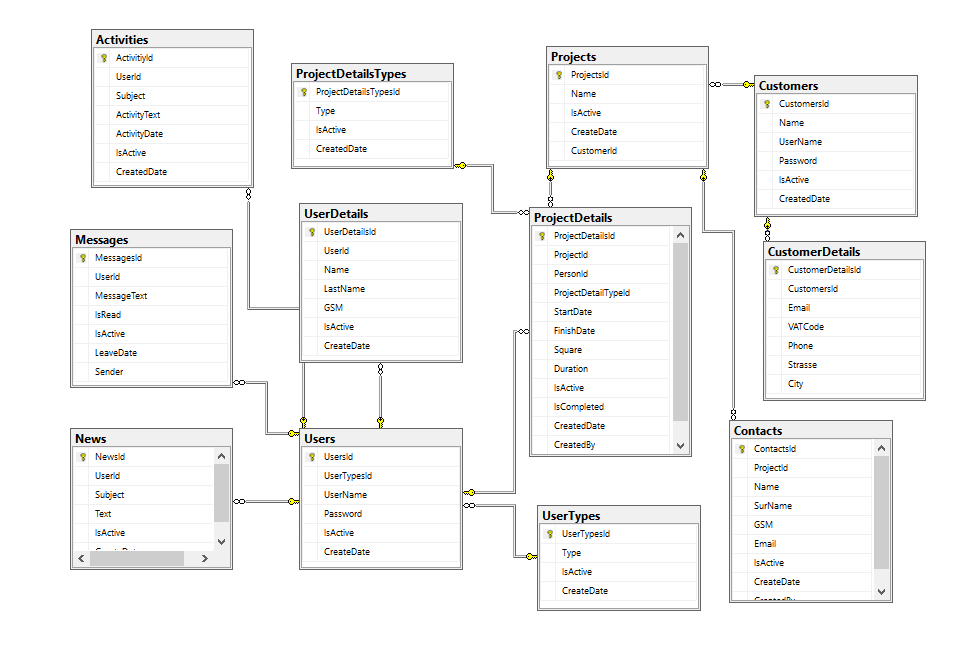 Activities
ActivitiyId
UserId
Subject
ActivityText
ActivityDate
IsActive
CreatedDate
ProjectDetailsTypes
ProjectDetailsTypesId
Type
IsActive
CreatedDate
Projects
ProjectsId
Name
IsActive
CreateDate
CustomerId
Customers
CustomersId
Name
UserName
Password
IsActive
CreatedDate
Messages
MessagesId
UserId
MessageText
IsRead
IsActive
LeaveDate
Sender
UserDetails
UserDetailsId
UserId
Name
LastName
GSM
IsActive
CreateDate
ProjectDetails
ProjectDetailsId
ProjectId
PersonId
ProjectDetailTypeId
StartDate
FinishDate
Square
Duration
IsActive
IsCompleted
CreatedDate
CreatedBy
CustomerDetails
CustomerDetailsId
CustomersId
Email
VATCode
Phone
Strasse
City
News
NewsId
UserId
Subject
Text
IsActive
Users
UsersId
UserTypesId
UserName
Password
IsActive
CreateDate
UserTypes
UserTypesId
Type
IsActive
CreateDate
Contacts
ContactsId
ProjectId
Name
SurName
GSM
Email
IsActive
CreateDate
CreatedBy